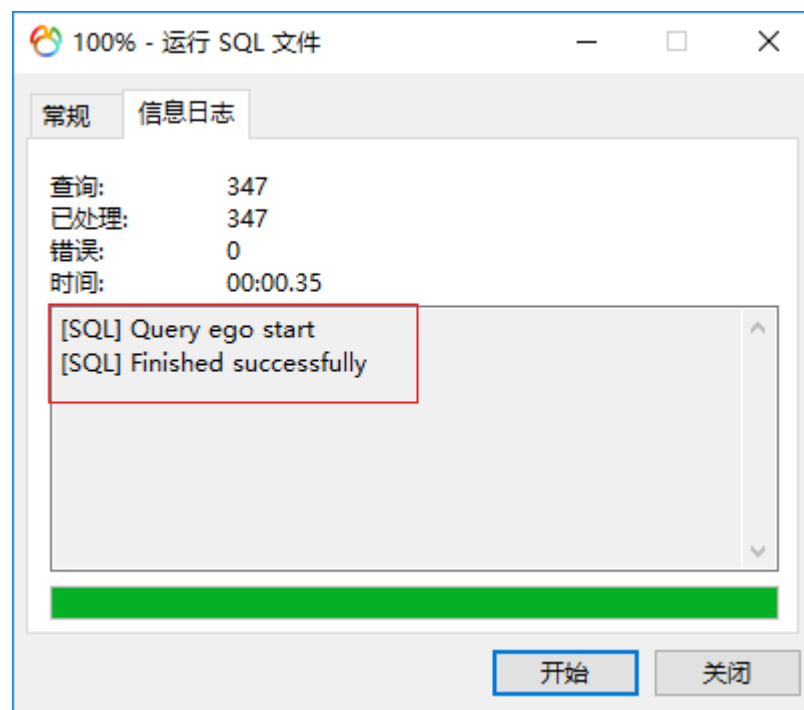 100% - 运行 SQL 文件
常规 信息日志
查询: 347
已处理: 347
错误: 0
时间: 00:00.35
[SQL] Query ego start
[SQL] Finished successfully
开始 关闭